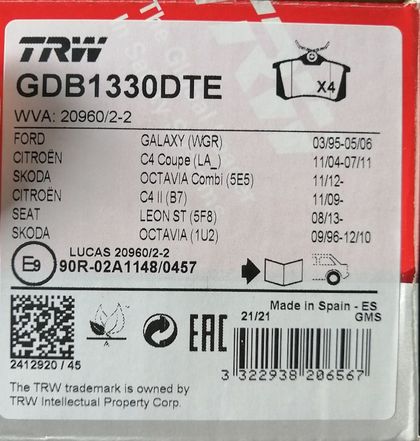 TRW
GDB1330DTE
X4
WVA: 20960/2-2
FORD GALAXY (WGR) 03/95-05/06
CITROËN C4 Coupe (LA_) 11/04-07/11
SKODA OCTAVIA Combi (5E5) 11/12-
CITROËN C4 II (B7) 11/09-
SEAT LEON ST (5F8) 08/13-
SKODA OCTAVIA (1U2) 09/96-12/10
LUCAS 20960/2-2
E9 90R-02A1148/0457
Made in Spain - ES
21/21 GMS
EAC
2412920 / 45
3 322938 206567
The TRW trademark is owned by
TRW Intellectual Property Corp.